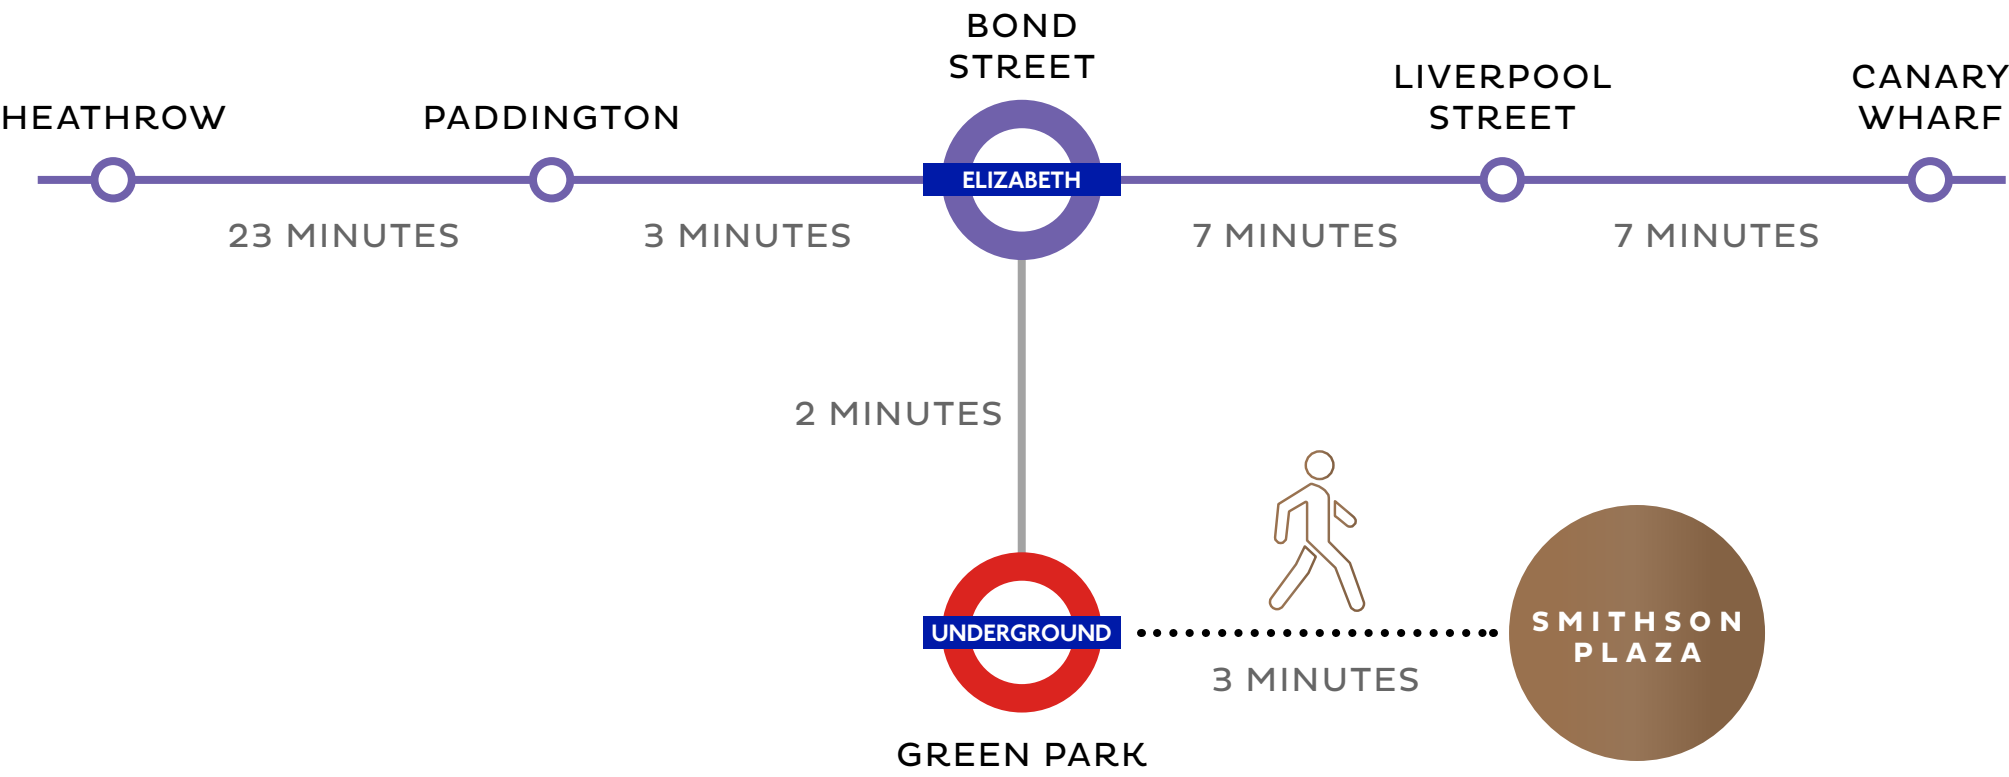 BOND
STREET
HEATHROW
PADDINGTON
LIVERPOOL
STREET
CANARY
WHARF
ELIZABETH
23 MINUTES
3 MINUTES
7 MINUTES
7 MINUTES
2 MINUTES
UNDERGROUND
3 MINUTES
SMITHSON
PLAZA
GREEN PARK